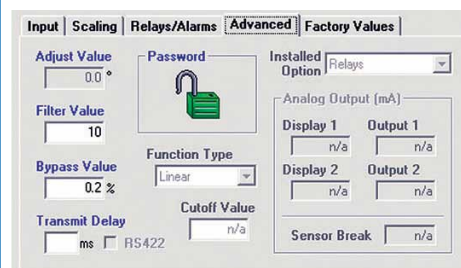 Input Scaling Relays/Alarms Advanced Factory Values
Adjust Value
0.0 °
Filter Value
10
Bypass Value
0.2 %
Transmit Delay
ms RS422
Password
Function Type
Linear
Cutoff Value
n/a
Installed Option Relays
Analog Output (mA)
Display 1 Output 1
n/a n/a
Display 2 Output 2
n/a n/a
Sensor Break n/a